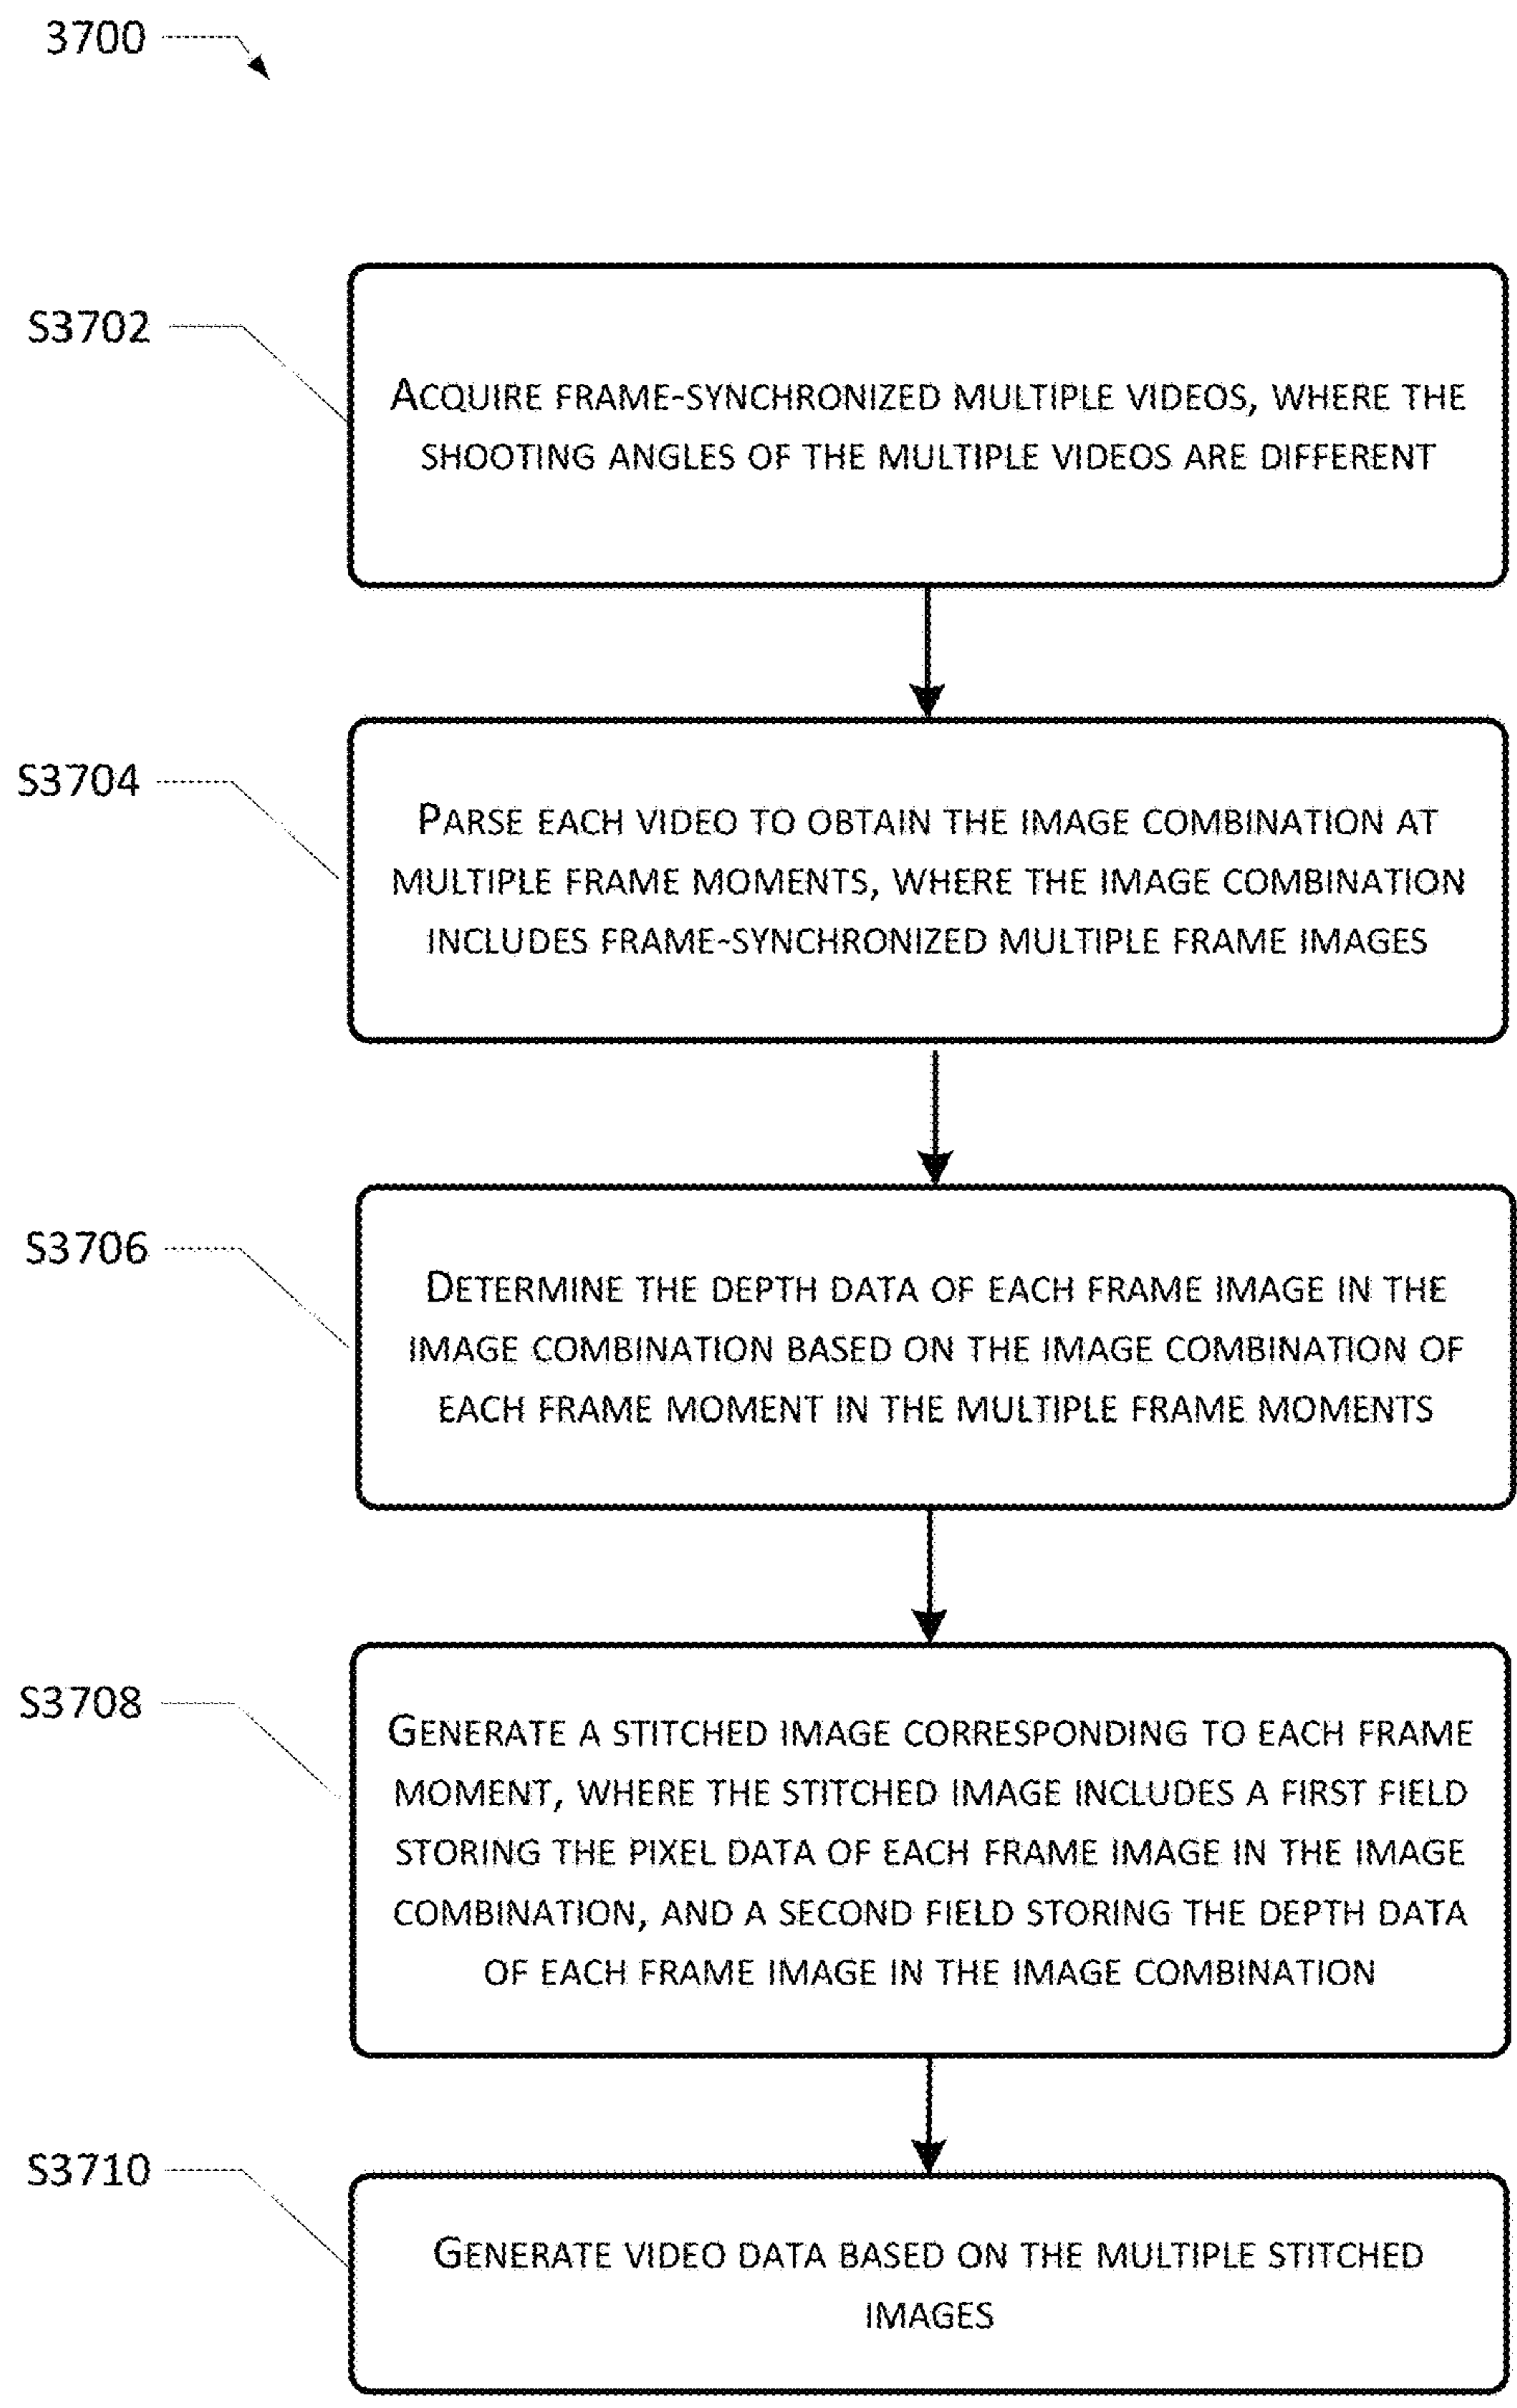 3700
S3702
ACQUIRE FRAME-SYNCHRONIZED MULTIPLE VIDEOS, WHERE THE
SHOOTING ANGLES OF THE MULTIPLE VIDEOS ARE DIFFERENT
S3704
PARSE EACH VIDEO TO OBTAIN THE IMAGE COMBINATION AT
MULTIPLE FRAME MOMENTS, WHERE THE IMAGE COMBINATION
INCLUDES FRAME-SYNCHRONIZED MULTIPLE FRAME IMAGES
S3706
DETERMINE THE DEPTH DATA OF EACH FRAME IMAGE IN THE
IMAGE COMBINATION BASED ON THE IMAGE COMBINATION OF
EACH FRAME MOMENT IN THE MULTIPLE FRAME MOMENTS
S3708
GENERATE A STITCHED IMAGE CORRESPONDING TO EACH FRAME
MOMENT, WHERE THE STITCHED IMAGE INCLUDES A FIRST FIELD
STORING THE PIXEL DATA OF EACH FRAME IMAGE IN THE IMAGE
COMBINATION, AND A SECOND FIELD STORING THE DEPTH DATA
OF EACH FRAME IMAGE IN THE IMAGE COMBINATION
S3710
GENERATE VIDEO DATA BASED ON THE MULTIPLE STITCHED
IMAGES